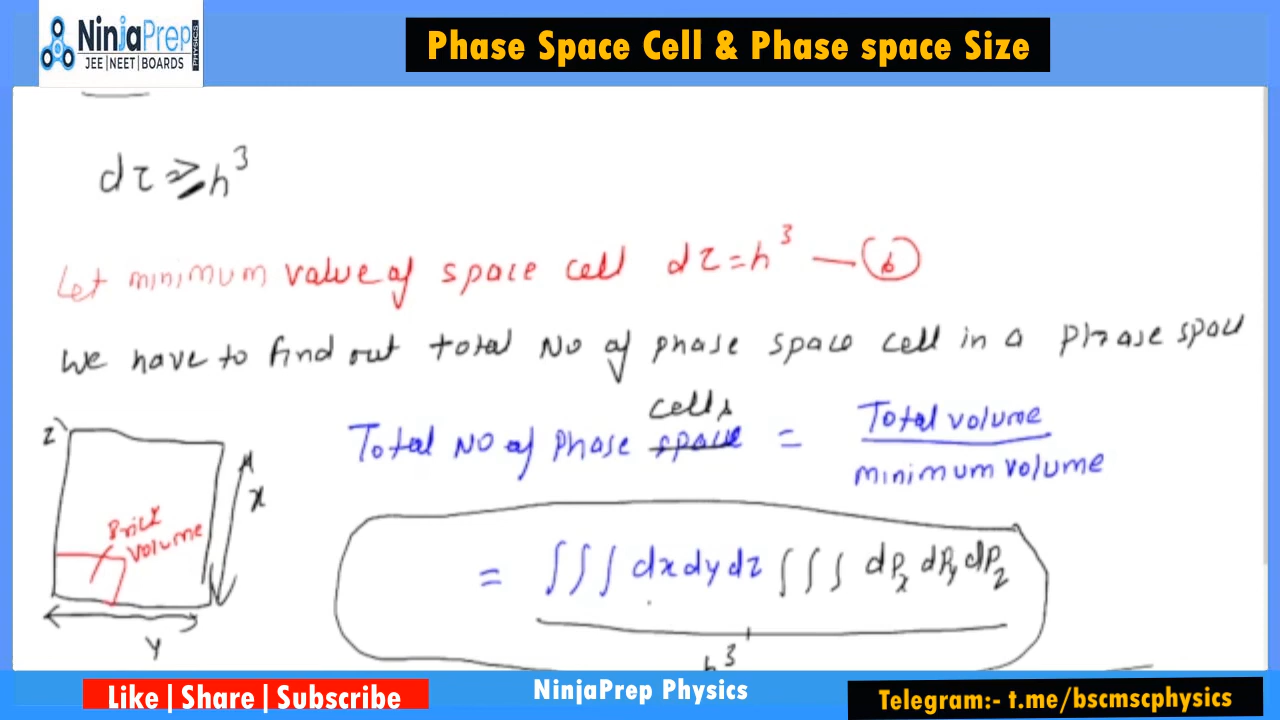 NinjaPrep
JEE|NEET|BOARDS
PHYSICS
Phase Space Cell & Phase space Size
dτ ≥ h³
Let minimum value of space cell dτ = h³ — (6)
We have to find out total No of phase space cell in a phase space
Total No of phase space cells = Total volume / minimum volume
= ∫∫∫ dx dy dz ∫∫∫ dPx dPy dPz
h³
Z
X
Brick
volume
Y
Like|Share|Subscribe
NinjaPrep Physics
Telegram:- t.me/bscmscphysics